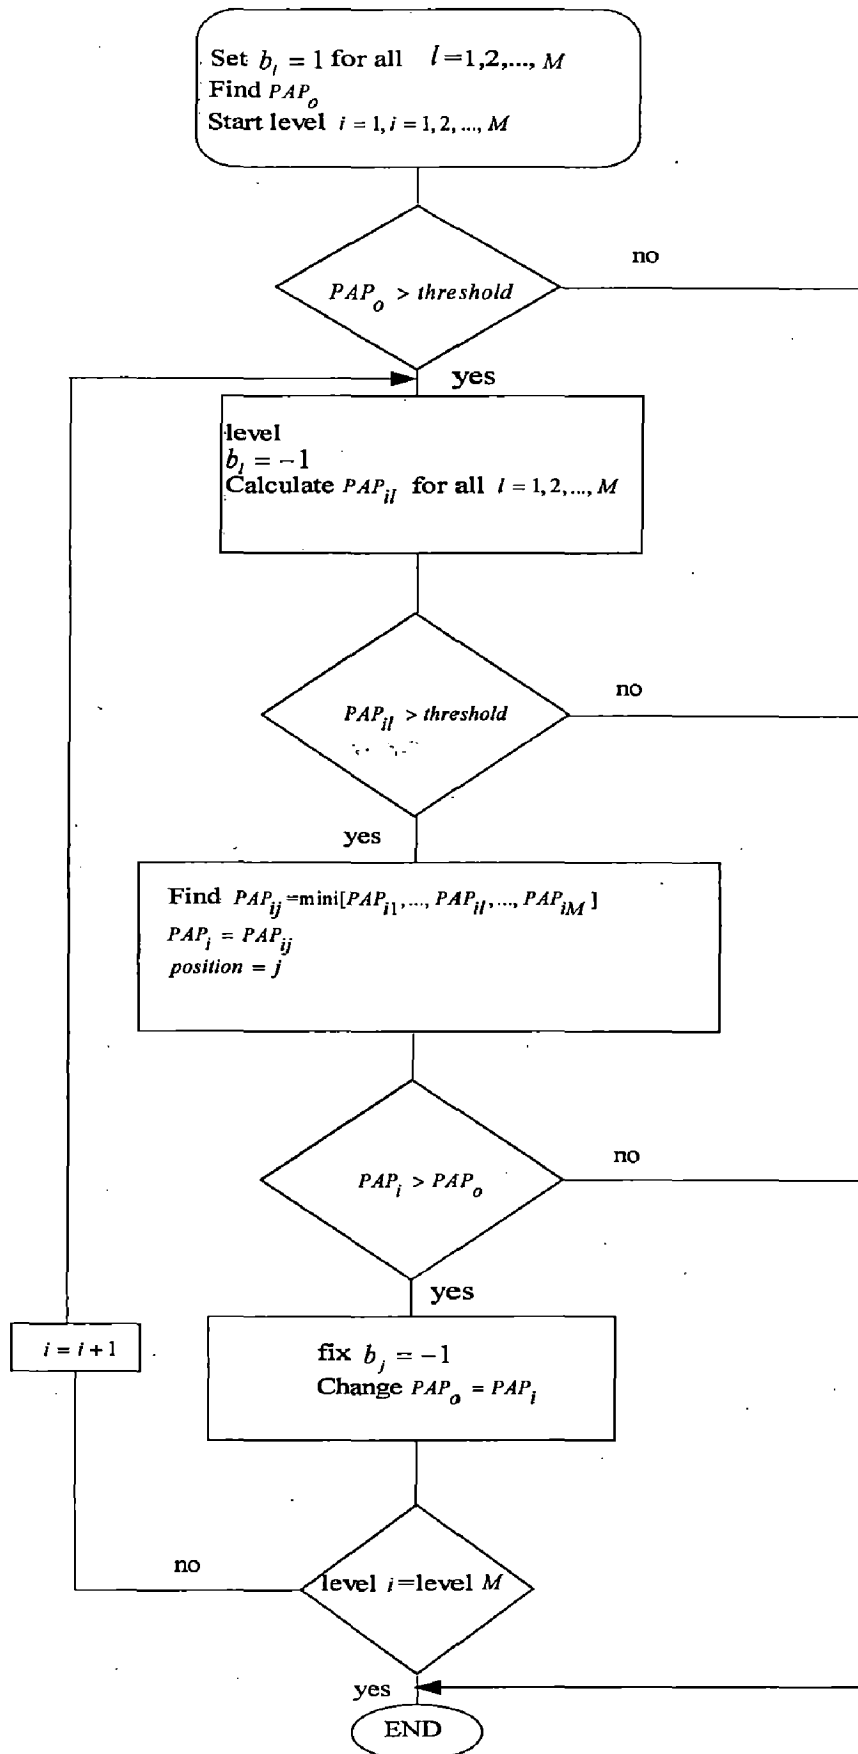 Set b_l = 1 for all l=1,2,..., M
Find PAP_o
Start level i = 1, i = 1, 2, ..., M
no
PAP_o > threshold
yes
level
b_l = −1
Calculate PAP_il for all l = 1, 2, ..., M
no
PAP_il > threshold
yes
Find PAP_ij=mini[PAP_i1,..., PAP_il,..., PAP_iM]
PAP_i = PAP_ij
position = j
no
PAP_i > PAP_o
yes
i = i+1
fix b_j = −1
Change PAP_o = PAP_i
no
level i=level M
yes
END